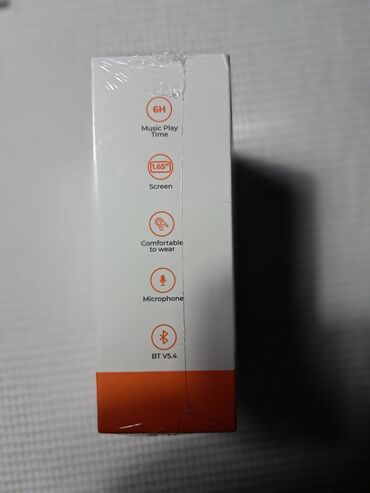 6H
Music Play
Time
1.65"
Screen
Comfortable
to wear
Microphone
BT V5.4